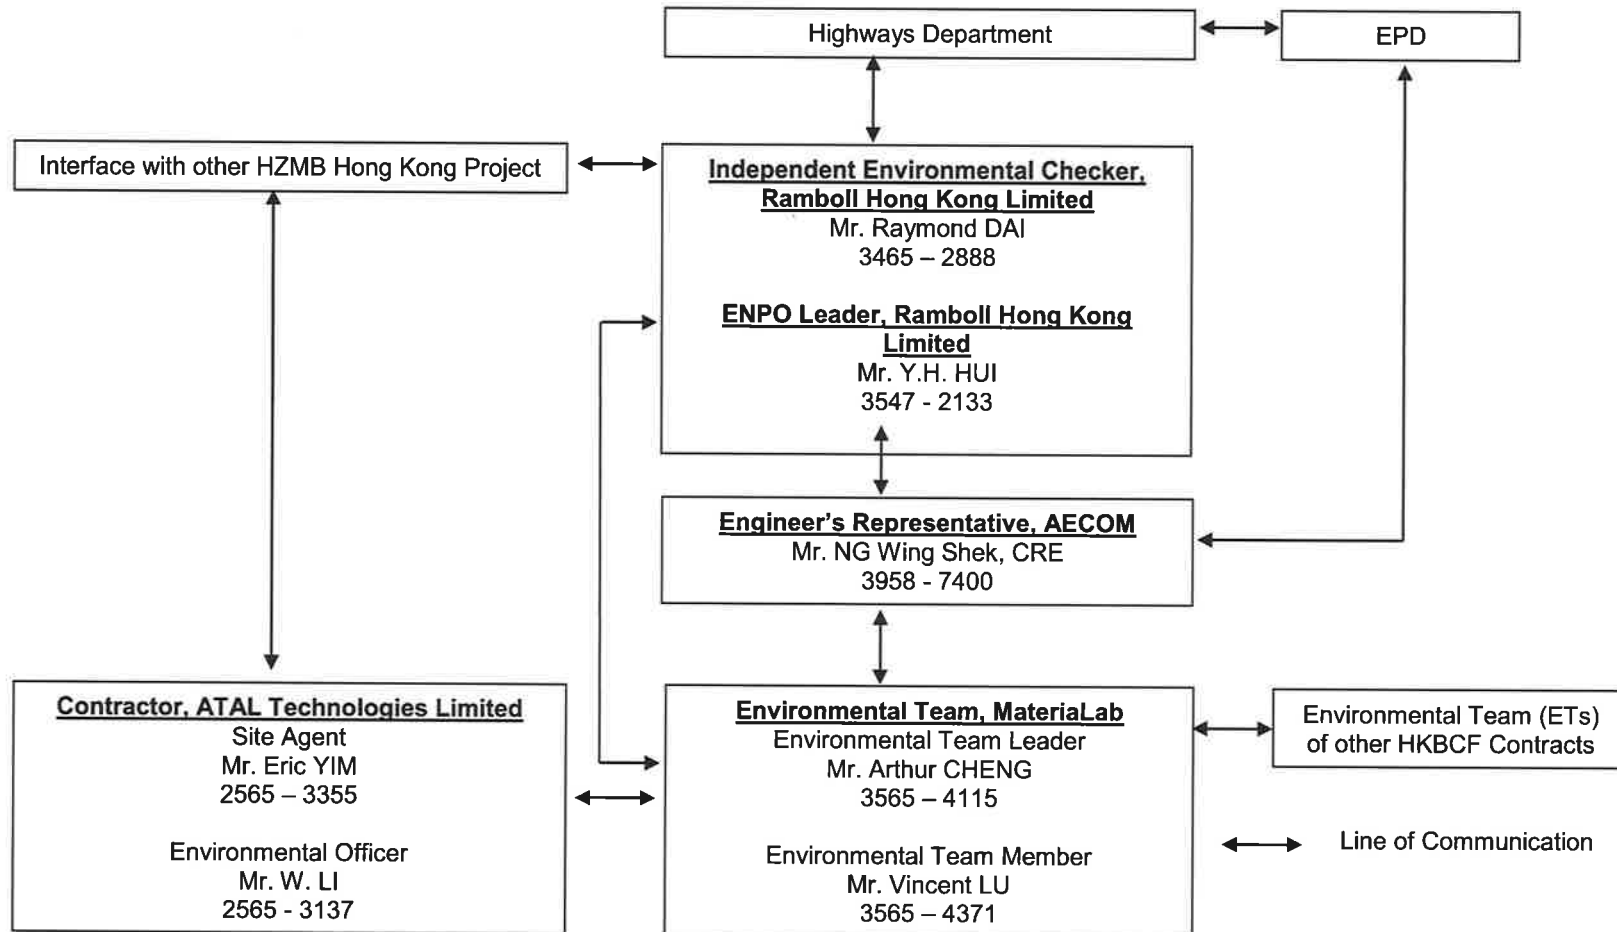 Highways Department
EPD
Interface with other HZMB Hong Kong Project
Independent Environmental Checker,
Ramboll Hong Kong Limited
Mr. Raymond DAI
3465 – 2888
ENPO Leader, Ramboll Hong Kong
Limited
Mr. Y.H. HUI
3547 - 2133
Engineer's Representative, AECOM
Mr. NG Wing Shek, CRE
3958 - 7400
Contractor, ATAL Technologies Limited
Site Agent
Mr. Eric YIM
2565 – 3355
Environmental Officer
Mr. W. LI
2565 - 3137
Environmental Team, MateriaLab
Environmental Team Leader
Mr. Arthur CHENG
3565 – 4115
Environmental Team Member
Mr. Vincent LU
3565 – 4371
Environmental Team (ETs)
of other HKBCF Contracts
Line of Communication